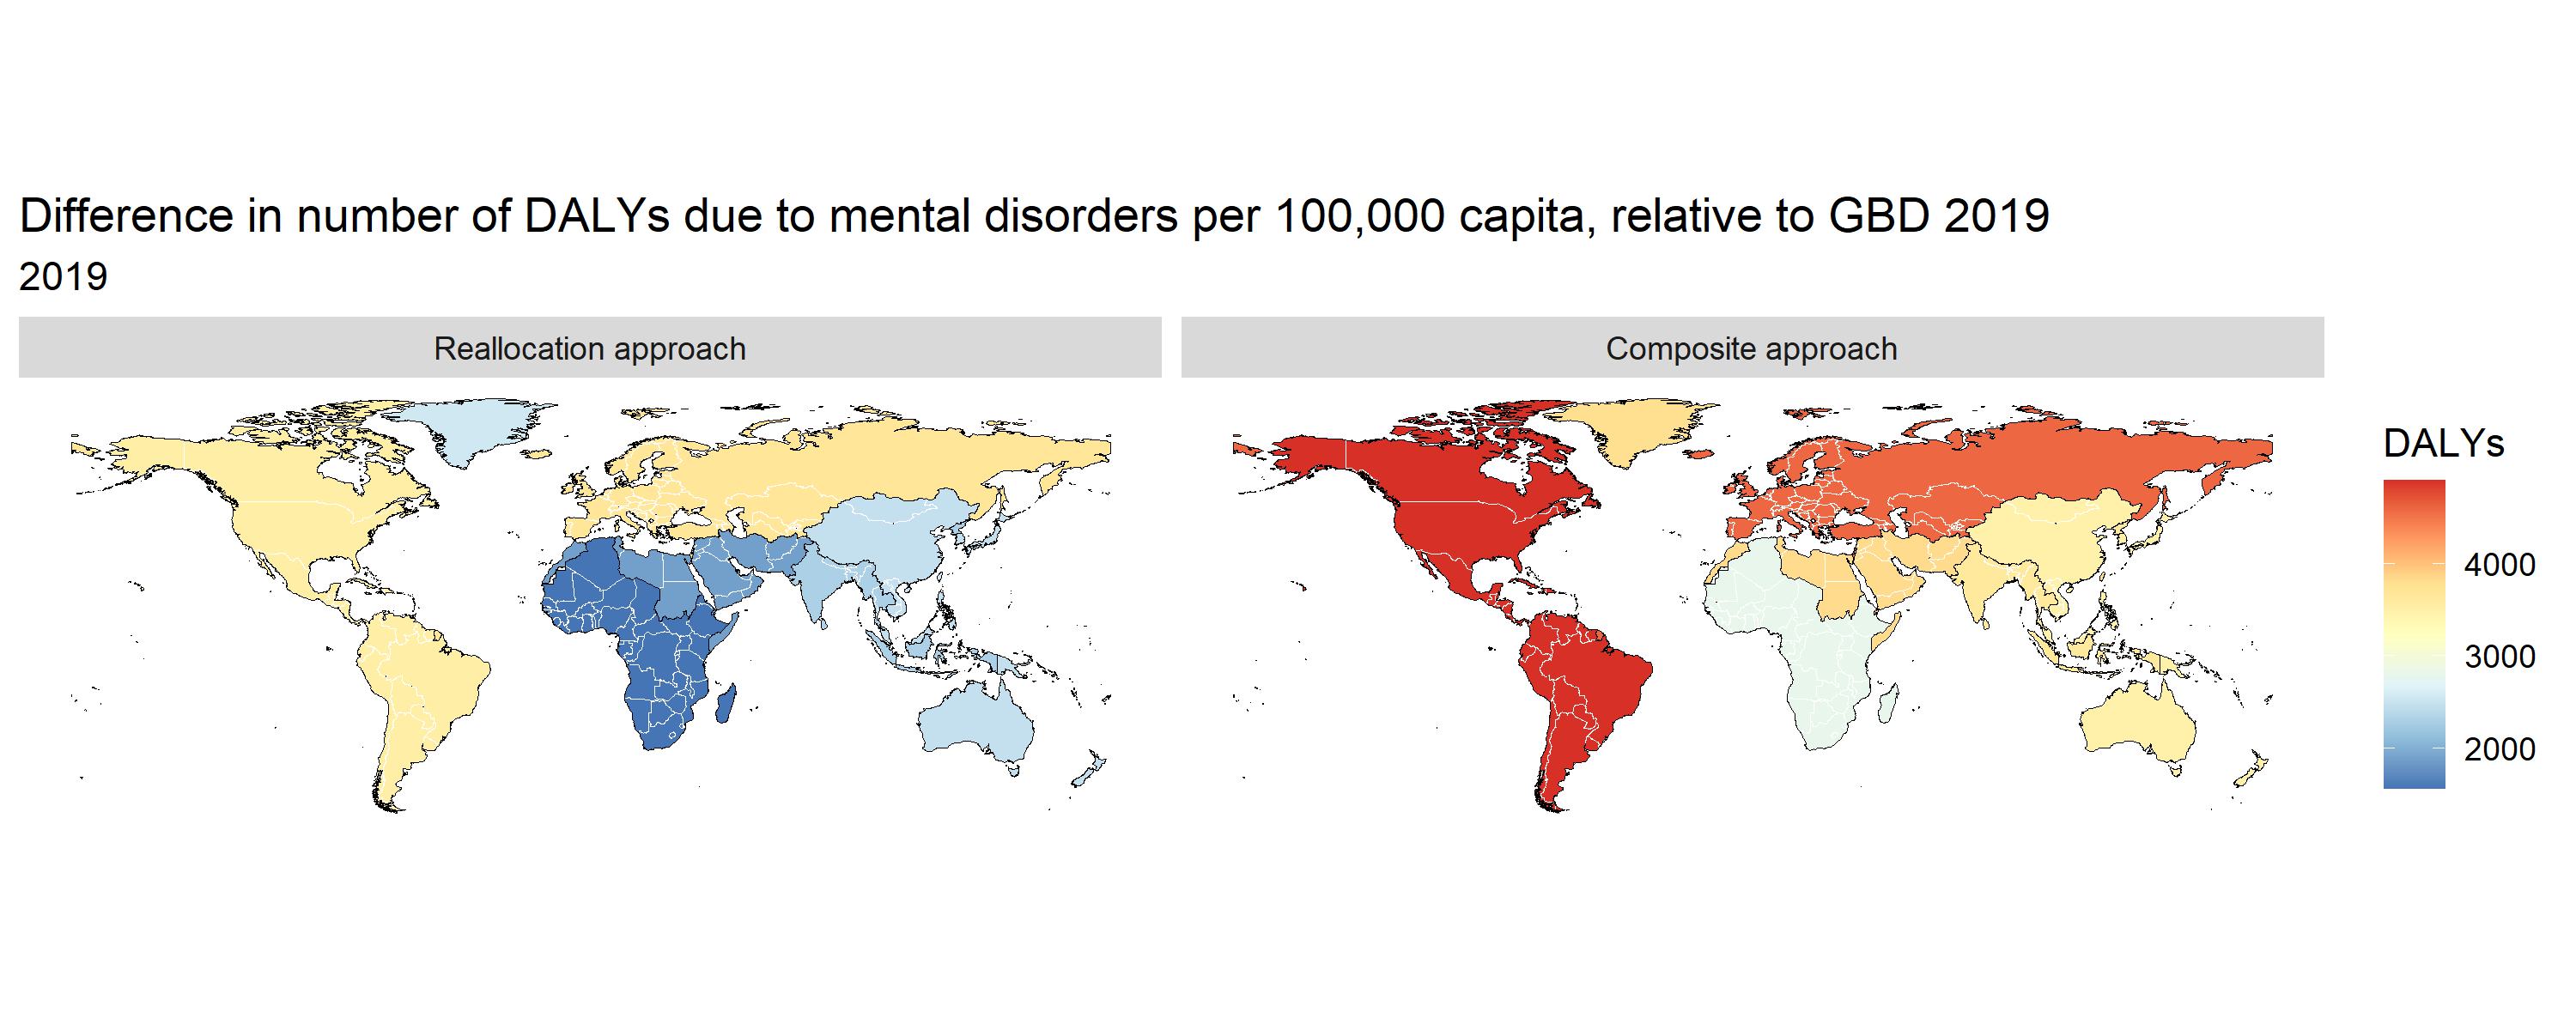 Difference in number of DALYs due to mental disorders per 100,000 capita, relative to GBD 2019
2019
Reallocation approach
Composite approach
DALYs
4000
3000
2000